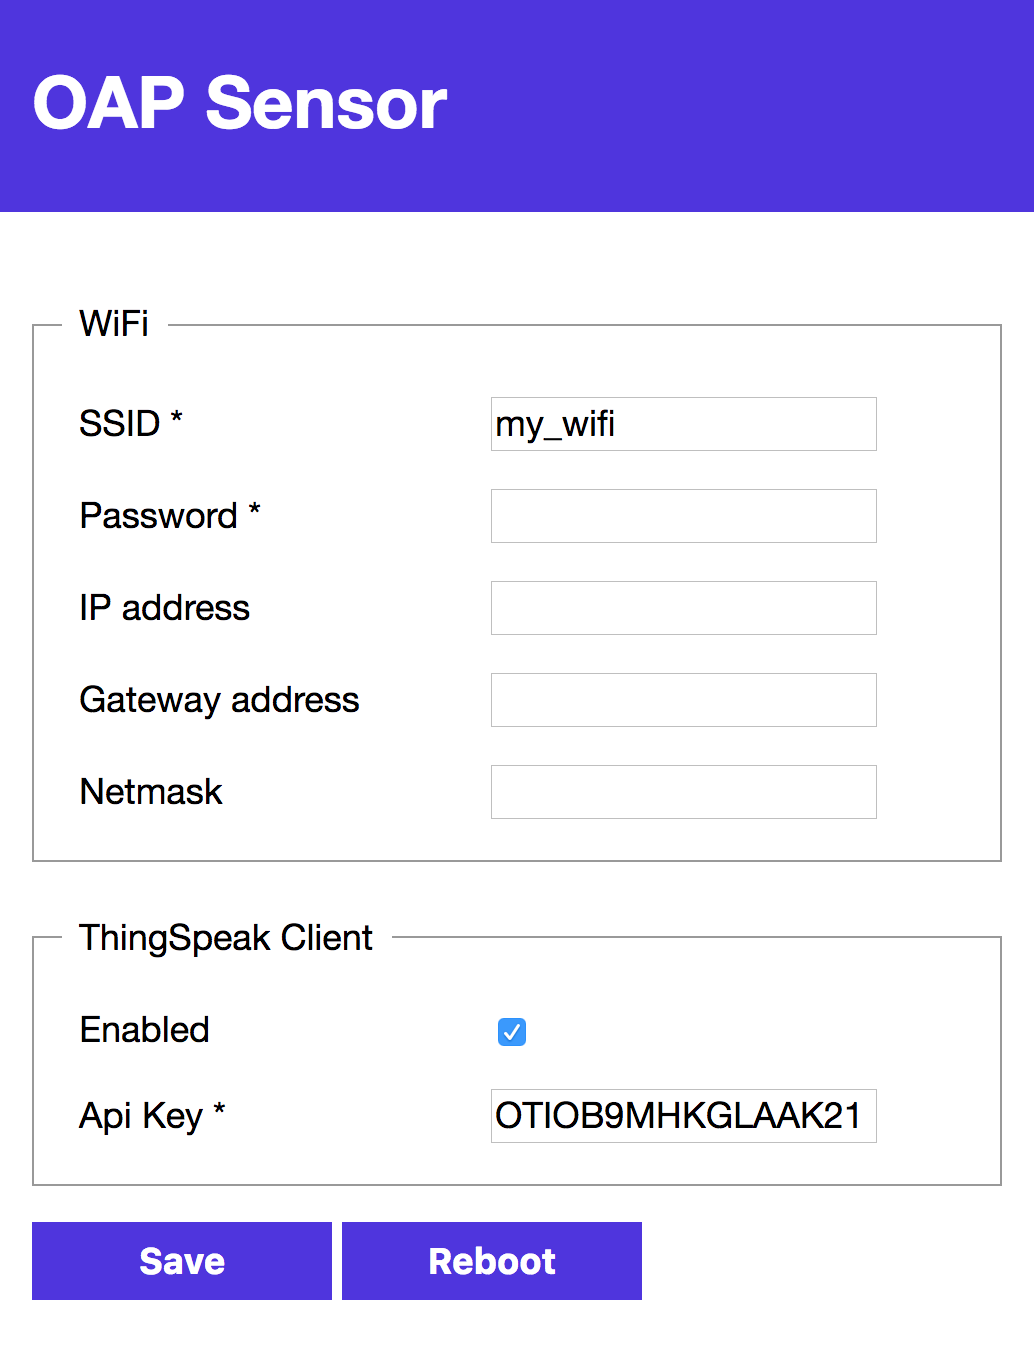 OAP Sensor
WiFi
SSID * my_wifi
Password *
IP address
Gateway address
Netmask
ThingSpeak Client
Enabled
Api Key * OTIOB9MHKGLAAK21
Save Reboot